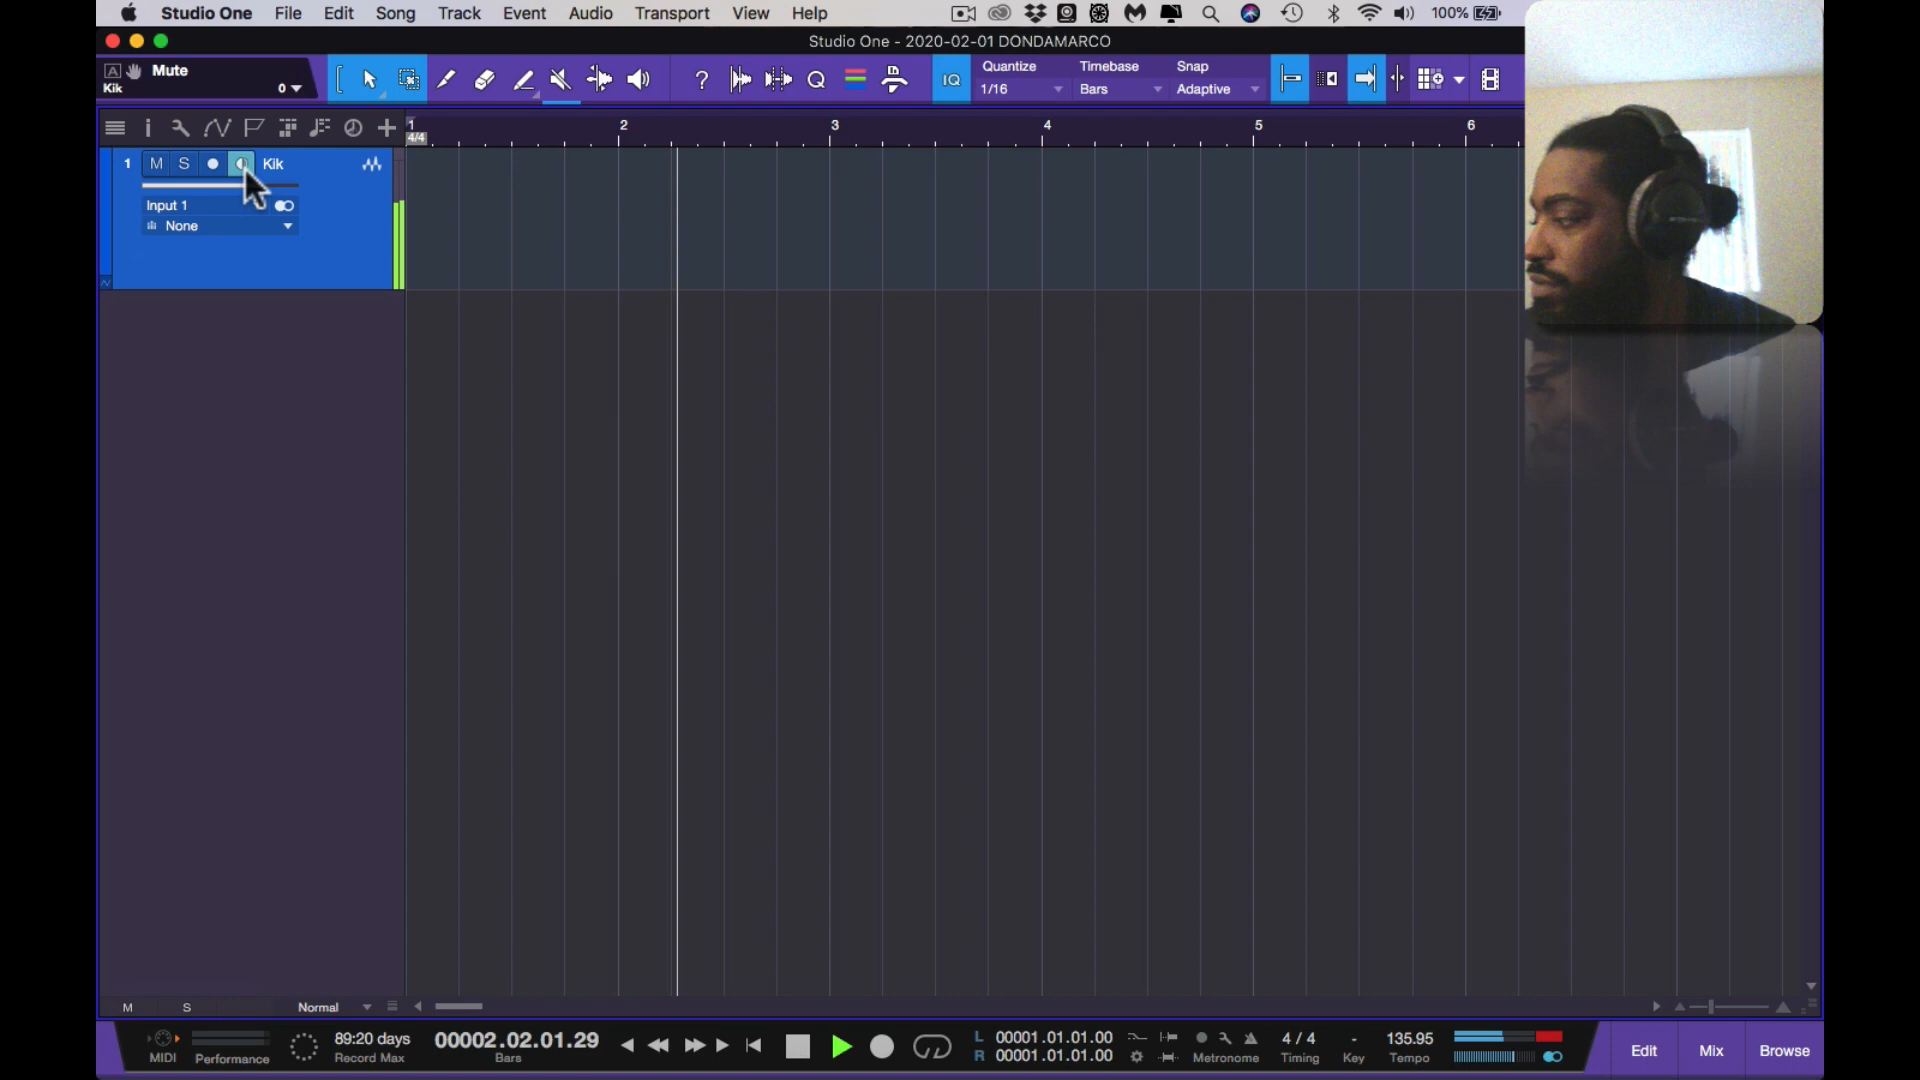 Studio One File Edit Song Track Event Audio Transport View Help 100%
Studio One - 2020-02-01 DONDAMARCO
A Mute
Kik 0
? Q IQ
Quantize Timebase Snap
1/16 Bars Adaptive
i 1 2 3 4 5 6
4/4
1 M S Kik
Input 1
None
M S Normal
MIDI Performance
89:20 days
Record Max
00002.02.01.29
Bars
L 00001.01.01.00
R 00001.01.01.00
Metronome
4 / 4
Timing
-
Key
135.95
Tempo
Edit Mix Browse